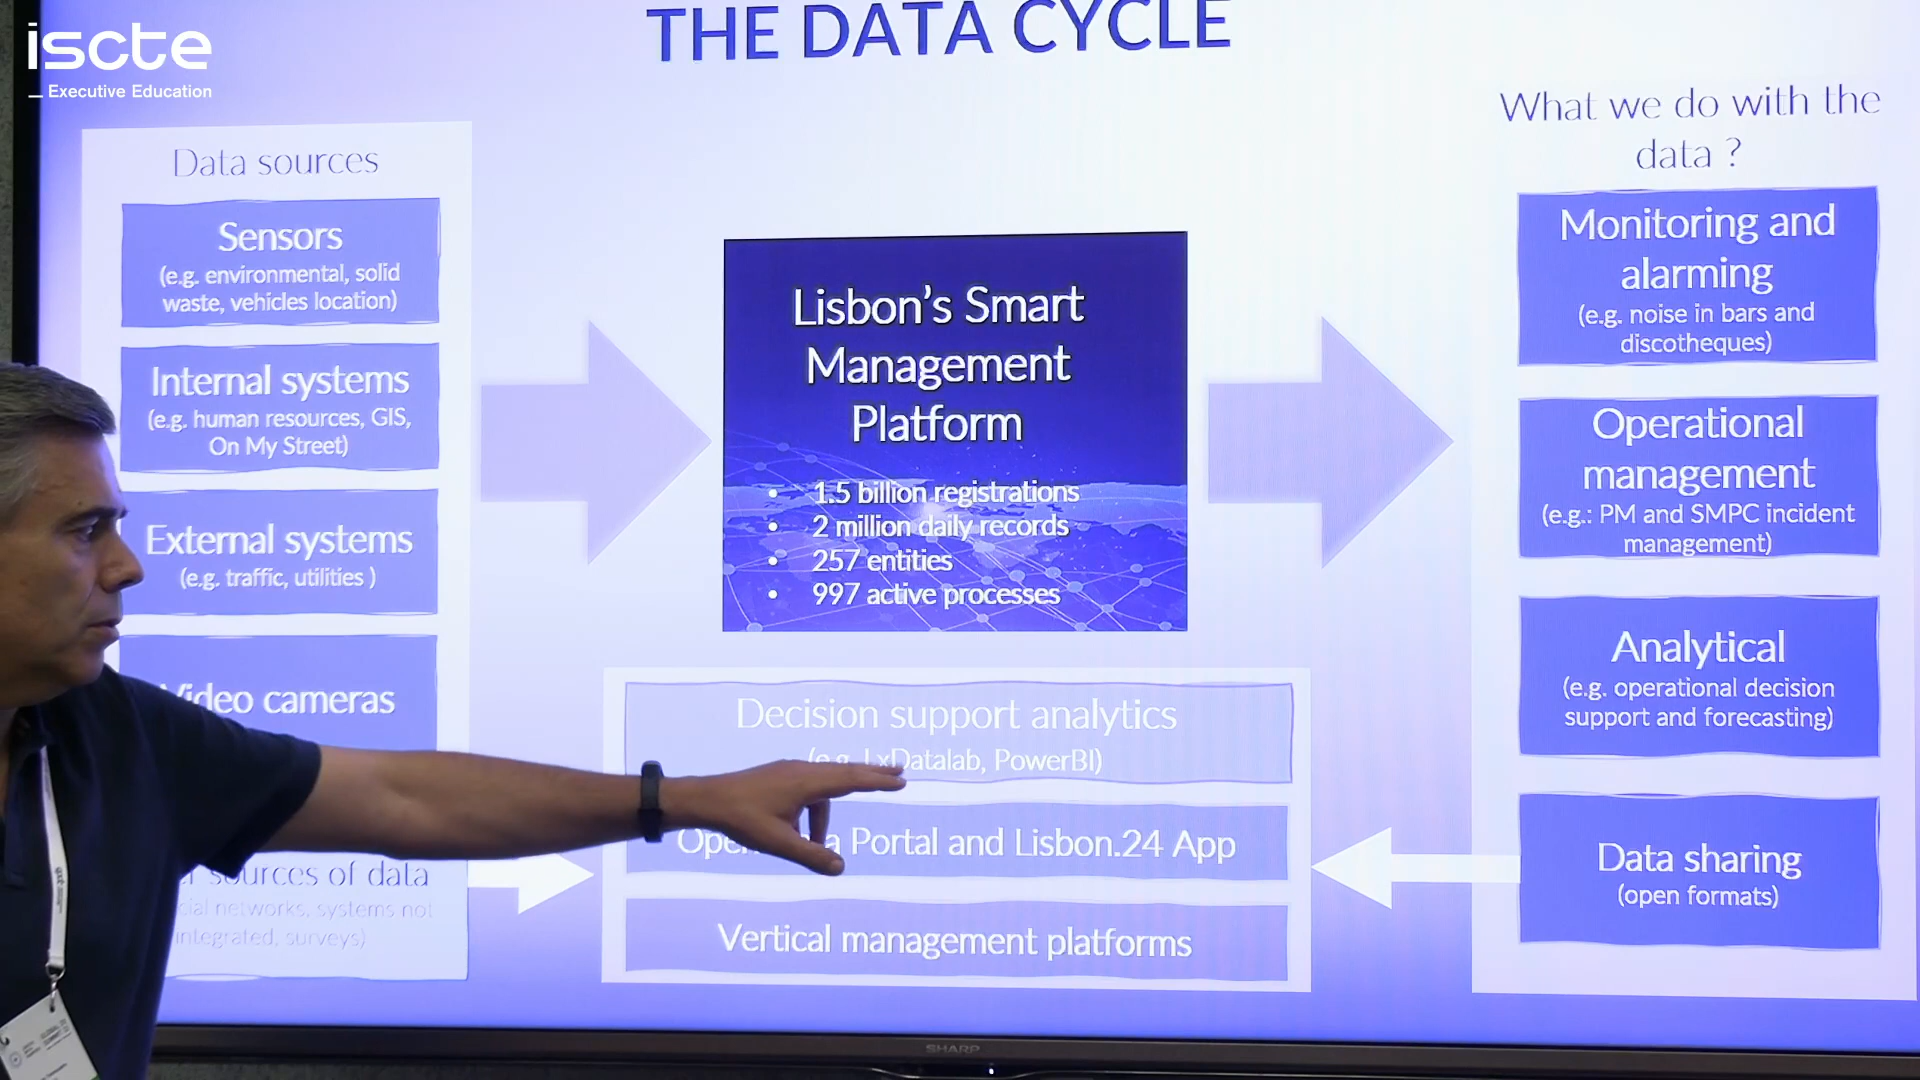 iscte
Executive Education
THE DATA CYCLE
Data sources
Sensors
(e.g. environmental, solid
waste, vehicles location)
Internal systems
(e.g. human resources, GIS,
On My Street)
External systems
(e.g. traffic, utilities )
Video cameras
sources of data
networks, systems not
integrated, surveys)
Lisbon's Smart
Management
Platform
• 1.5 billion registrations
• 2 million daily records
• 257 entities
• 997 active processes
Decision support analytics
(e.g. LxDatalab, PowerBI)
Portal and Lisbon.24 App
Vertical management platforms
What we do with the
data ?
Monitoring and
alarming
(e.g. noise in bars and
discotheques)
Operational
management
(e.g.: PM and SMPC incident
management)
Analytical
(e.g. operational decision
support and forecasting)
Data sharing
(open formats)
SHARP